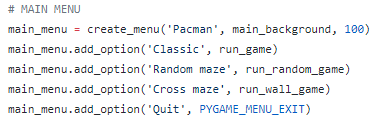 # MAIN MENU
main_menu = create_menu('Pacman', main_background, 100)
main_menu.add_option('Classic', run_game)
main_menu.add_option('Random maze', run_random_game)
main_menu.add_option('Cross maze', run_wall_game)
main_menu.add_option('Quit', PYGAME_MENU_EXIT)